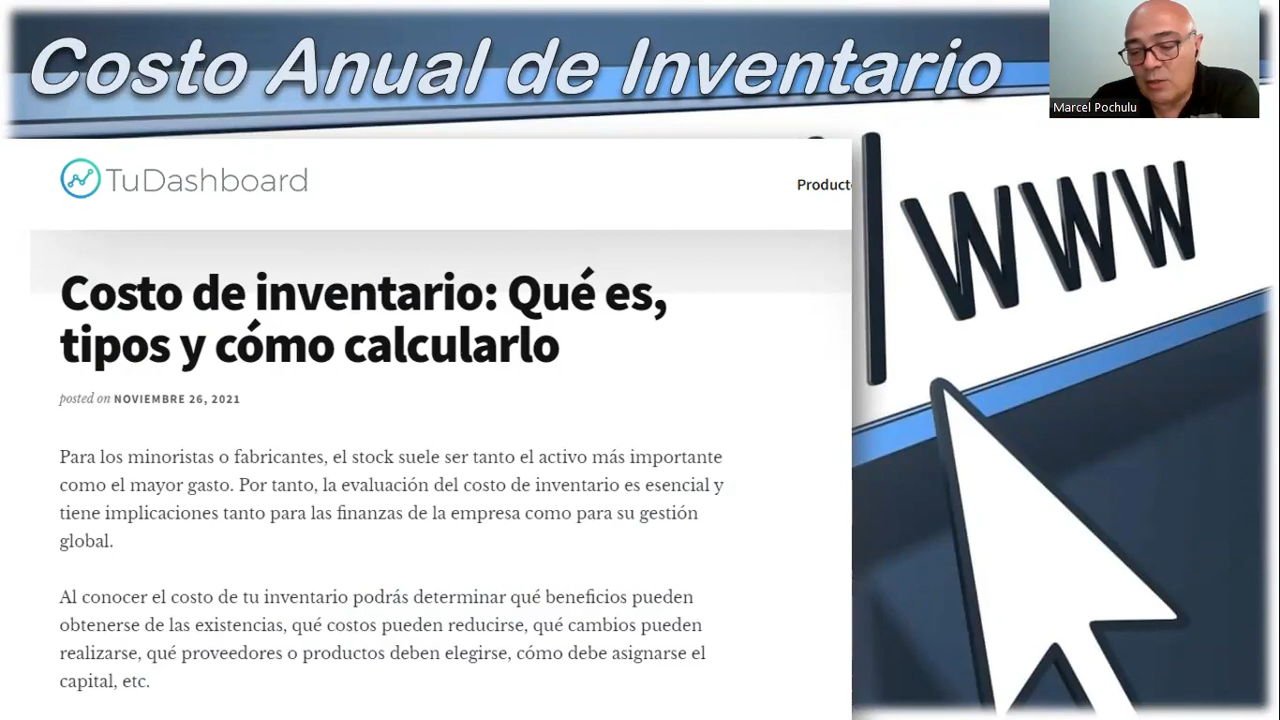 Costo Anual de Inventario
Marcel Pochulu
TuDashboard
Product
Costo de inventario: Qué es,
tipos y cómo calcularlo
posted on NOVIEMBRE 26, 2021
Para los minoristas o fabricantes, el stock suele ser tanto el activo más importante
como el mayor gasto. Por tanto, la evaluación del costo de inventario es esencial y
tiene implicaciones tanto para las finanzas de la empresa como para su gestión
global.
Al conocer el costo de tu inventario podrás determinar qué beneficios pueden
obtenerse de las existencias, qué costos pueden reducirse, qué cambios pueden
realizarse, qué proveedores o productos deben elegirse, cómo debe asignarse el
capital, etc.
www